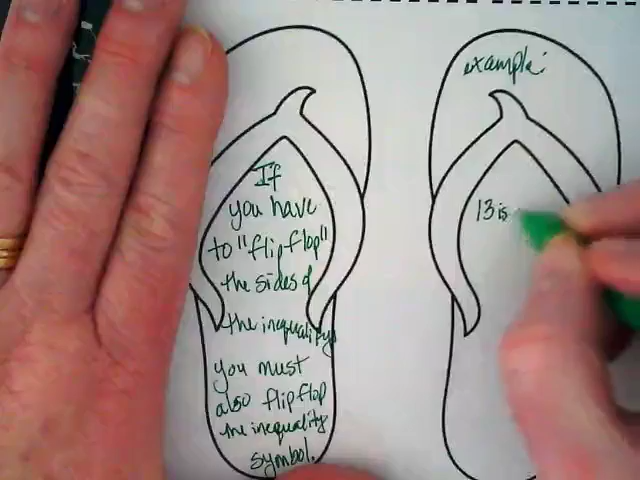 If
you have
to "flip flop"
the sides of
the inequality,
you must
also flip flop
the inequality
symbol.
example:
13 is